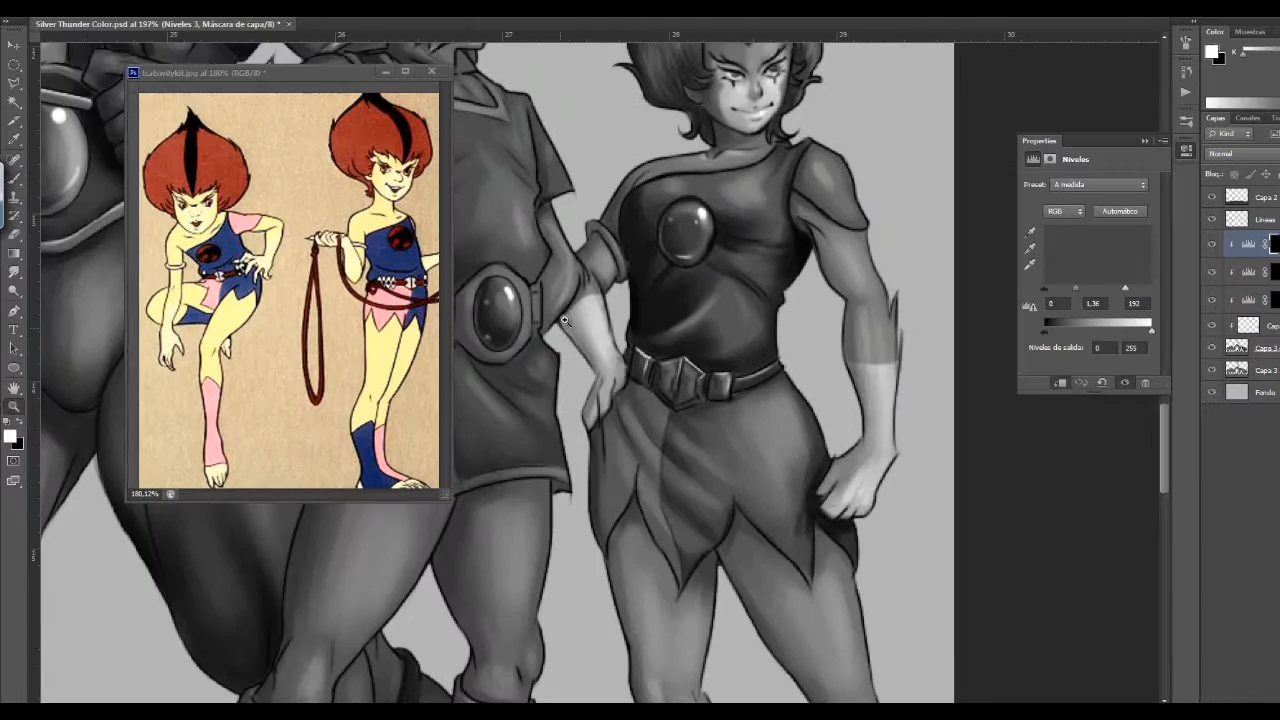 Silver Thunder Color.psd al 197% (Niveles 3, Máscara de capa/8) * ×
25 26 27 28 29 30
Ps tcatswilykit.jpg al 180% (RGB/8) *
180,12%
Properties
Niveles
Preset: A medida
RGB Automático
0 1,36 192
Niveles de salidas: 0 255
Color Muestras
K
Capas Canales
Kind
Normal
Bloq.:
Capa 2
Lineas
Capa 3
Capa 3
Fondo